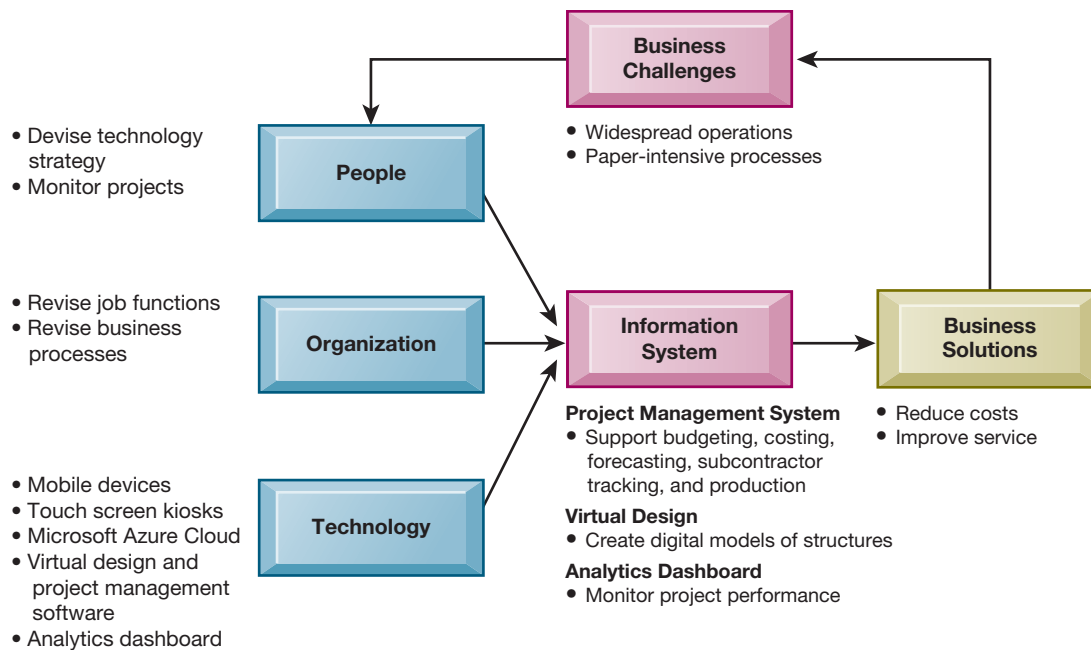 Business
Challenges
• Widespread operations
• Paper-intensive processes
• Devise technology
strategy
• Monitor projects
People
• Revise job functions
• Revise business
processes
Organization
Information
System
Business
Solutions
Project Management System
• Support budgeting, costing,
forecasting, subcontractor
tracking, and production
Virtual Design
• Create digital models of structures
Analytics Dashboard
• Monitor project performance
• Reduce costs
• Improve service
• Mobile devices
• Touch screen kiosks
• Microsoft Azure Cloud
• Virtual design and
project management
software
• Analytics dashboard
Technology